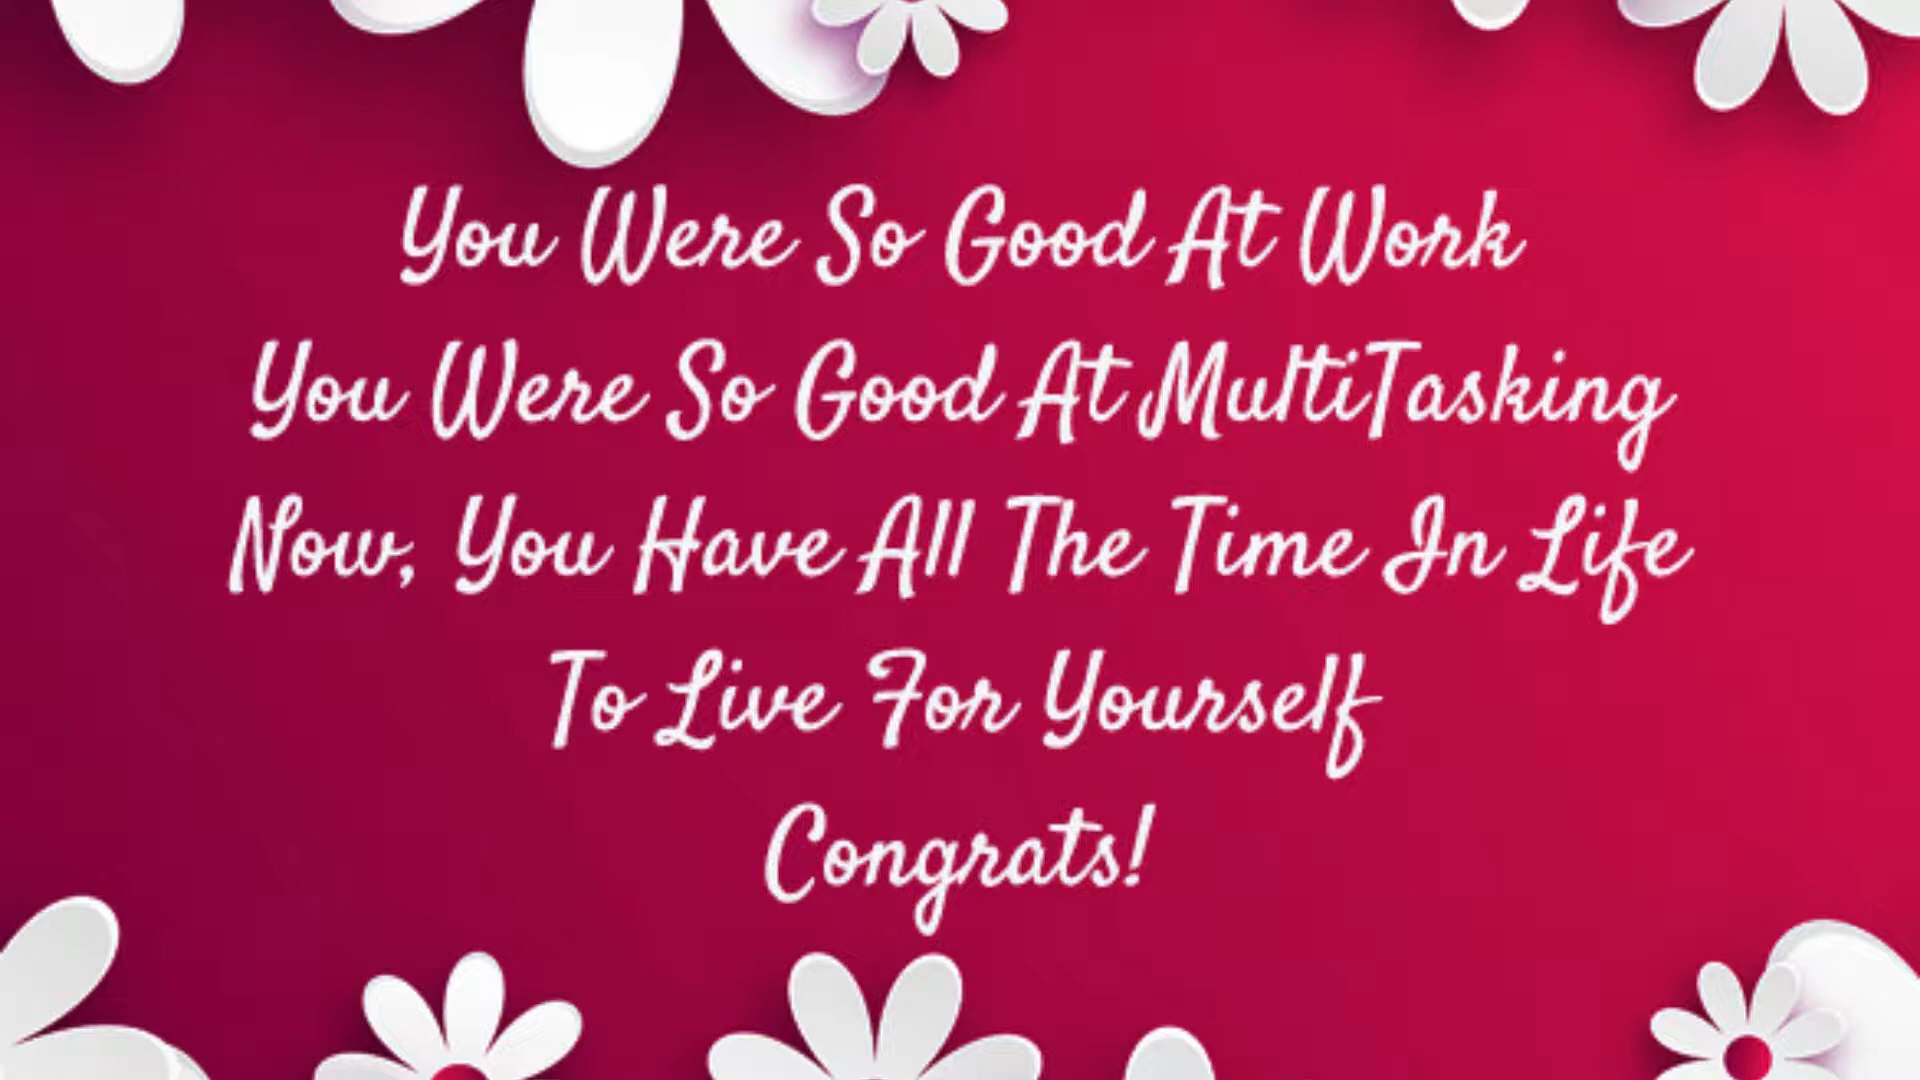 You Were So Good At Work
You Were So Good At MultiTasking
Now, You Have All The Time In Life
To Live For Yourself
Congrats!